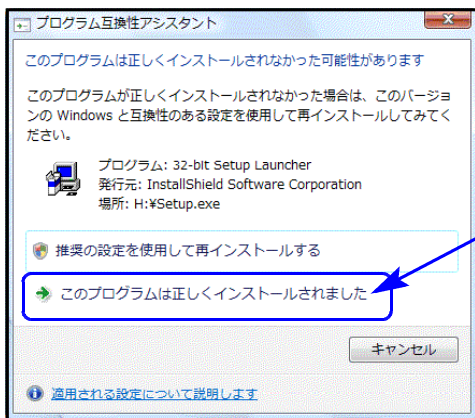 プログラム互換性アシスタント
このプログラムは正しくインストールされなかった可能性があります
このプログラムが正しくインストールされなかった場合は、このバージョ
ンの Windows と互換性のある設定を使用して再インストールしてみてく
ださい。
プログラム: 32-bit Setup Launcher
発行元: InstallShield Software Corporation
場所: H:¥Setup.exe
推奨の設定を使用して再インストールする
このプログラムは正しくインストールされました
キャンセル
適用される設定について説明します